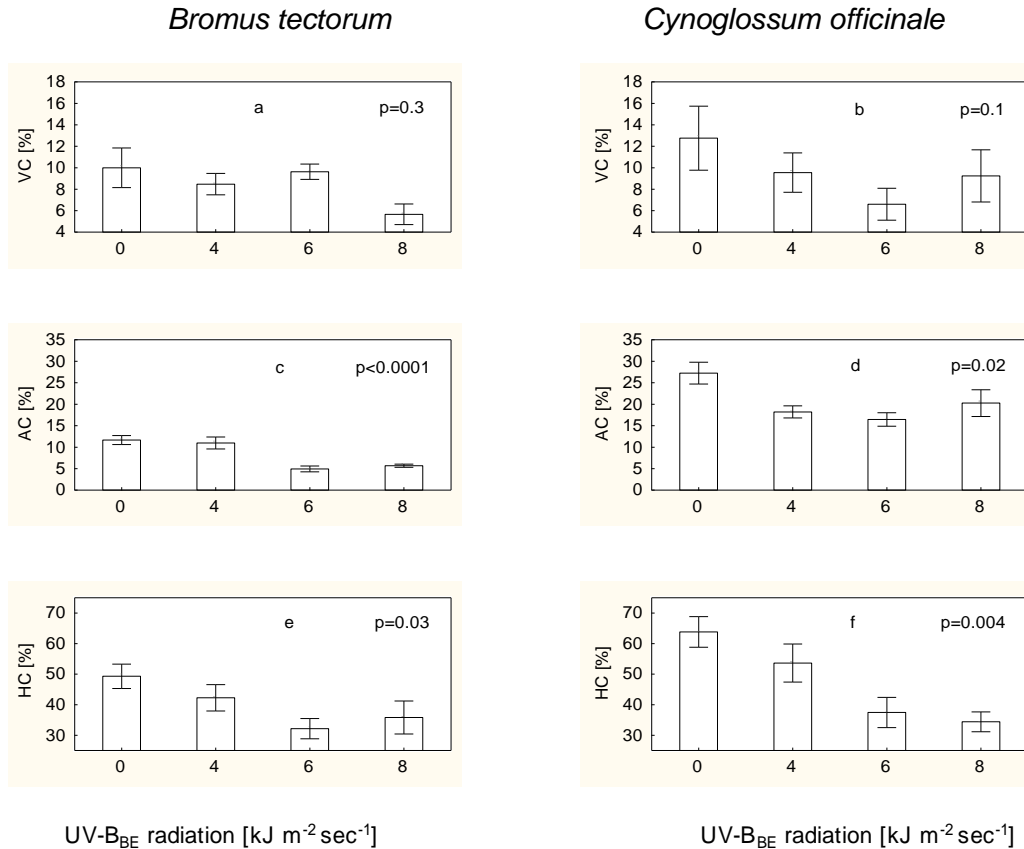 Bromus tectorum
Cynoglossum officinale
18
16
14
12
10
8
6
4
VC [%]
a
p=0.3
0 4 6 8
18
16
14
12
10
8
6
4
VC [%]
b
p=0.1
0 4 6 8
35
30
25
20
15
10
5
0
AC [%]
c
p<0.0001
0 4 6 8
35
30
25
20
15
10
5
0
AC [%]
d
p=0.02
0 4 6 8
70
60
50
40
30
HC [%]
e
p=0.03
0 4 6 8
70
60
50
40
30
HC [%]
f
p=0.004
0 4 6 8
UV-B_BE radiation [kJ m⁻² sec⁻¹]
UV-B_BE radiation [kJ m⁻² sec⁻¹]